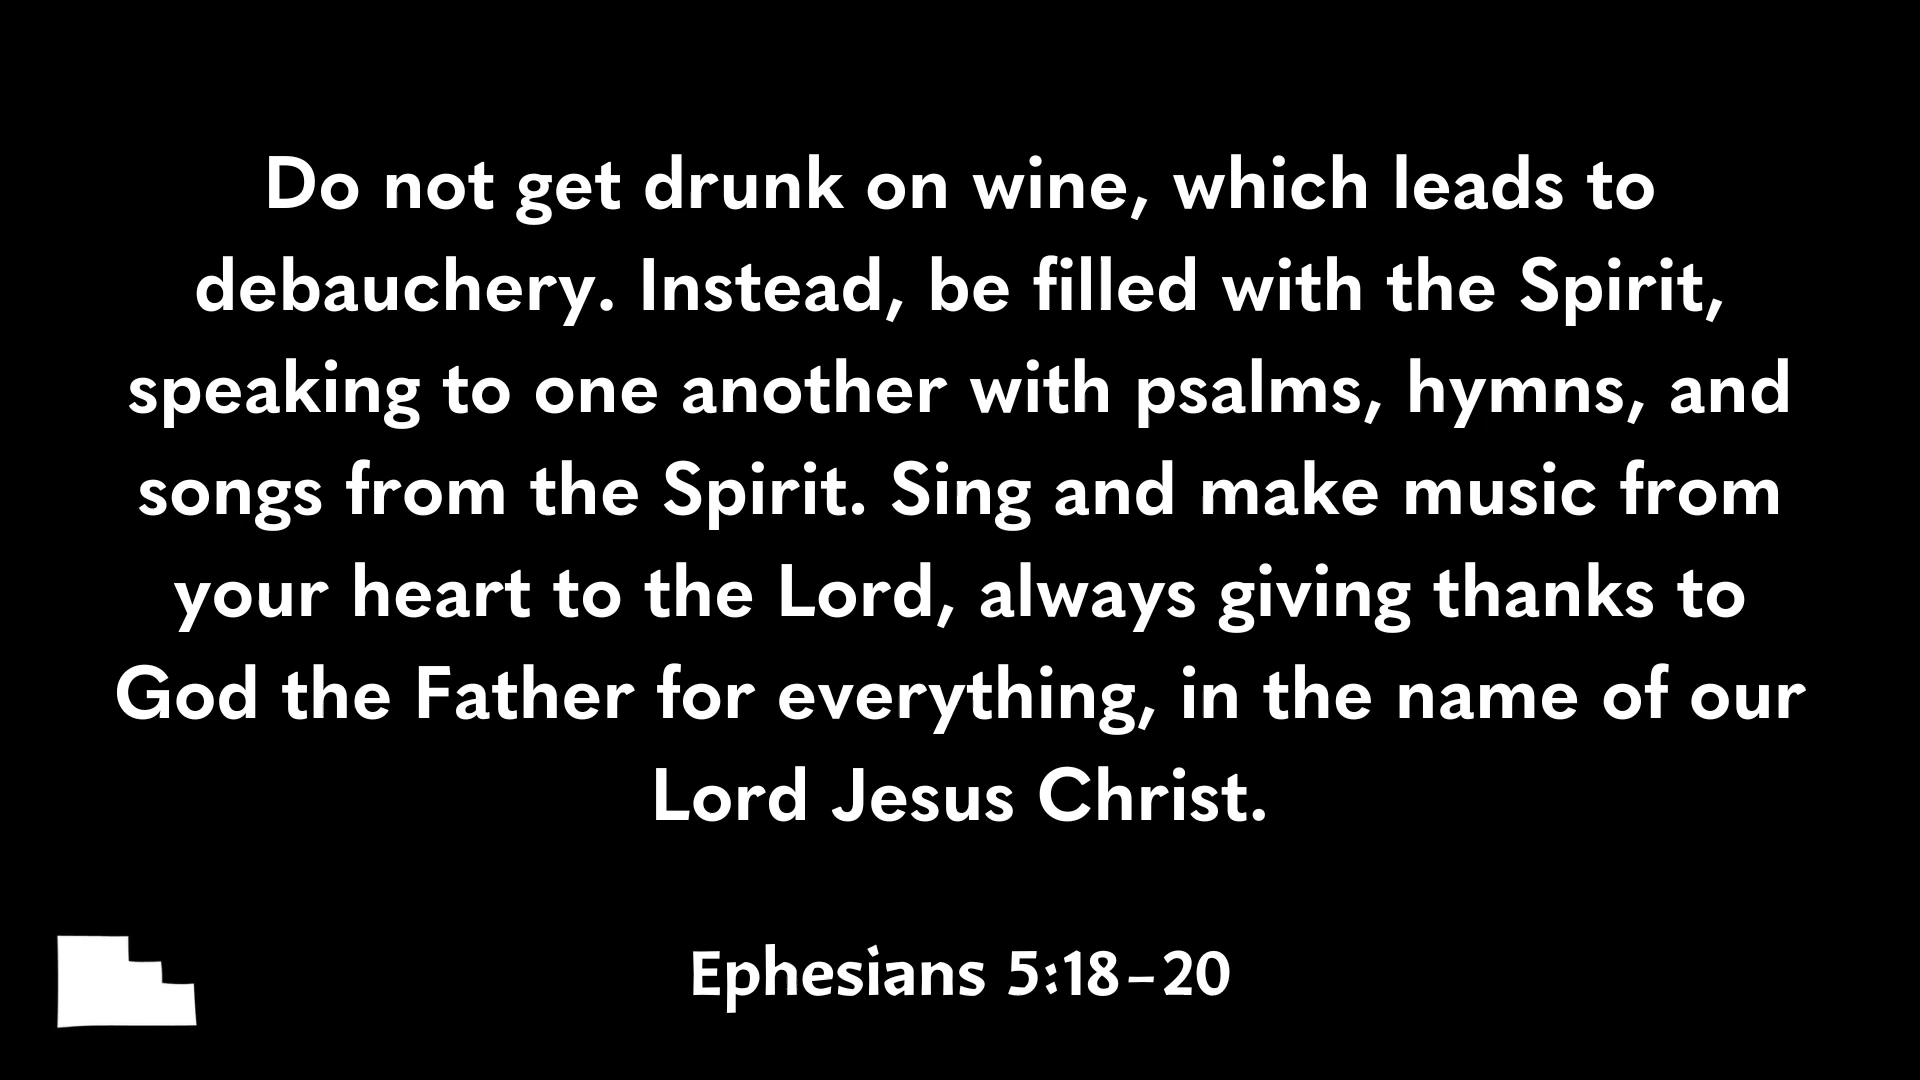 Do not get drunk on wine, which leads to
debauchery. Instead, be filled with the Spirit,
speaking to one another with psalms, hymns, and
songs from the Spirit. Sing and make music from
your heart to the Lord, always giving thanks to
God the Father for everything, in the name of our
Lord Jesus Christ.
Ephesians 5:18–20